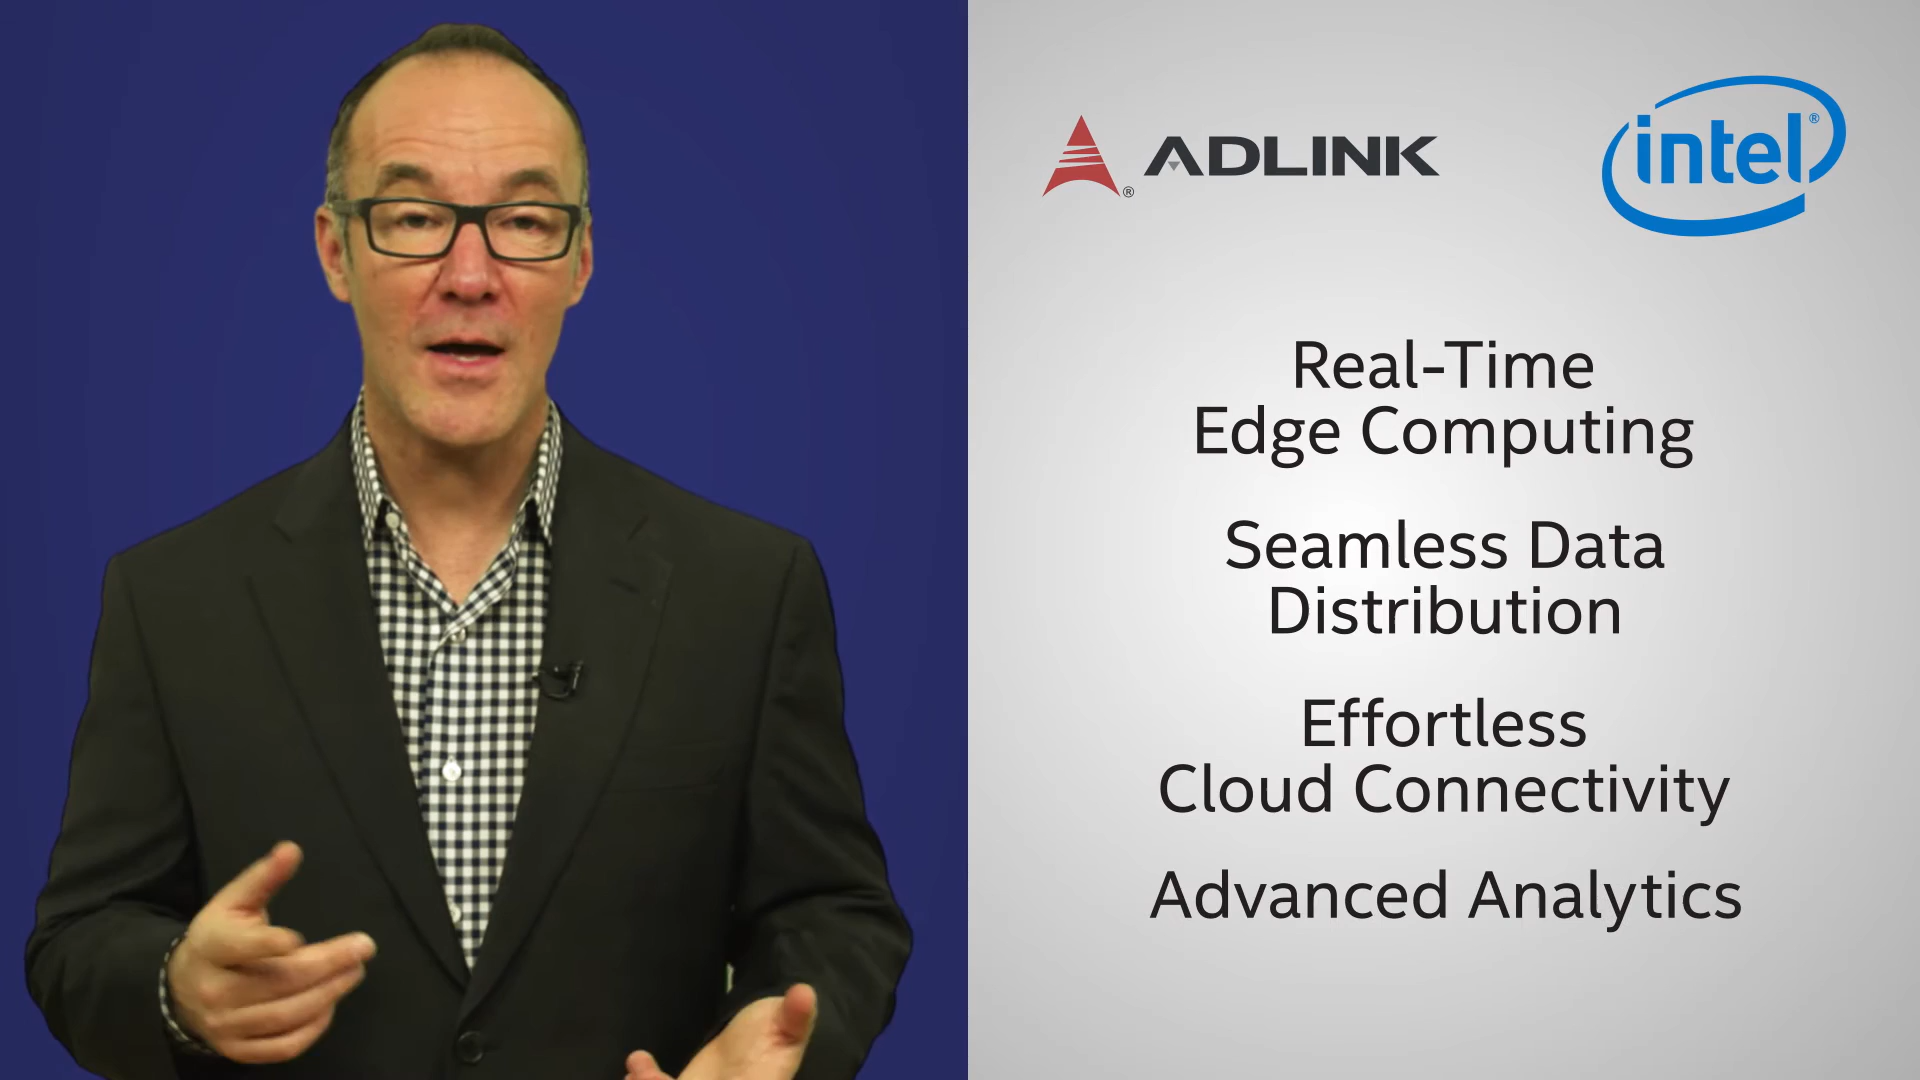 ADLINK
intel
Real-Time
Edge Computing
Seamless Data
Distribution
Effortless
Cloud Connectivity
Advanced Analytics